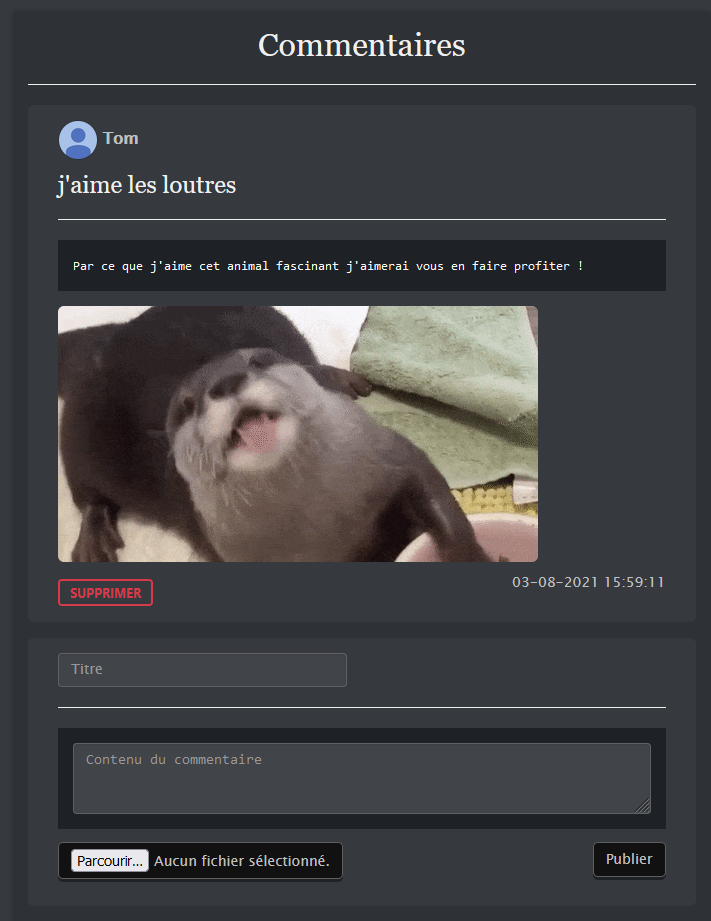 Commentaires
Tom
j'aime les loutres
Par ce que j'aime cet animal fascinant j'aimerai vous en faire profiter !
SUPPRIMER
03-08-2021 15:59:11
Titre
Contenu du commentaire
Parcourir... Aucun fichier sélectionné.
Publier